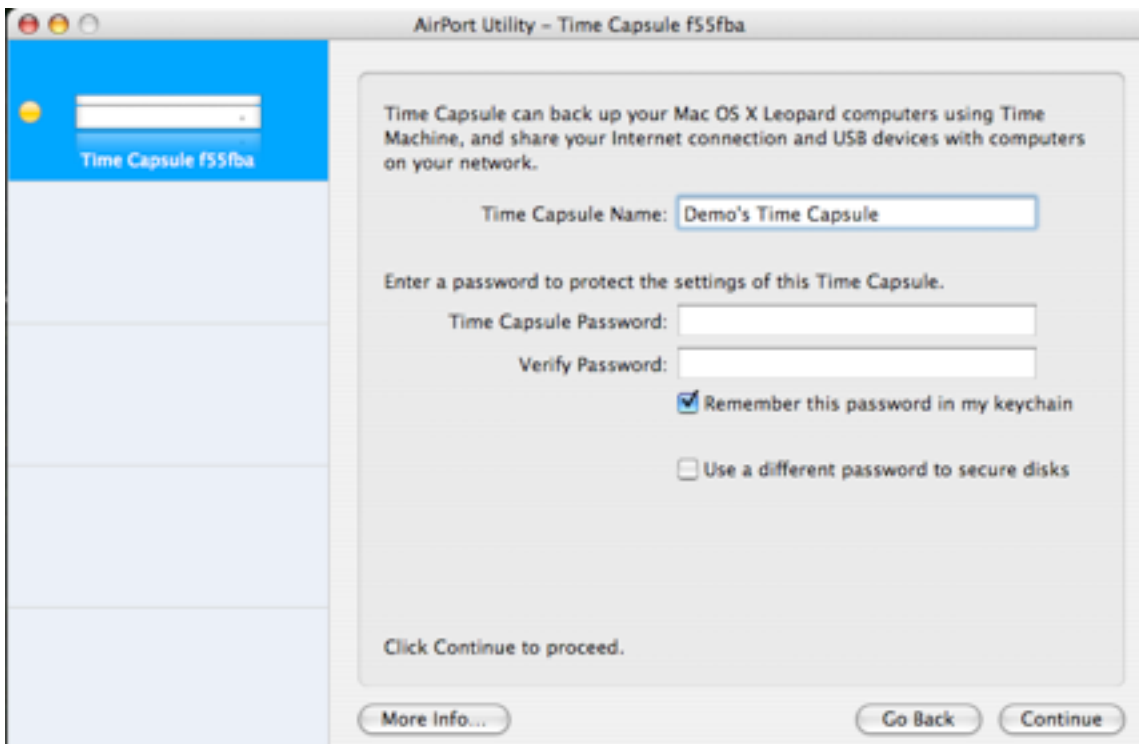 AirPort Utility – Time Capsule f55fba
Time Capsule f55fba
Time Capsule can back up your Mac OS X Leopard computers using Time
Machine, and share your Internet connection and USB devices with computers
on your network.
Time Capsule Name: Demo's Time Capsule
Enter a password to protect the settings of this Time Capsule.
Time Capsule Password:
Verify Password:
Remember this password in my keychain
Use a different password to secure disks
Click Continue to proceed.
More Info... Go Back Continue